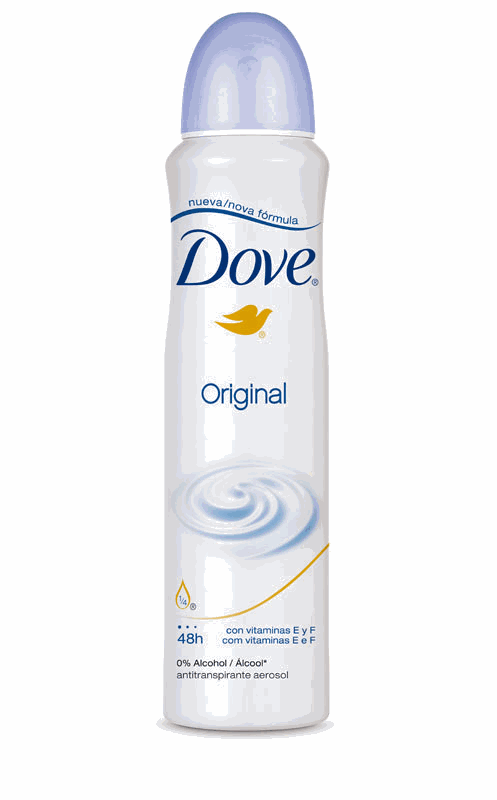 nueva/nova fórmula
Dove®
®
Original
1/4
®
48h
con vitaminas E y F
com vitaminas E e F
0% Alcohol / Álcool*
antitranspirante aerosol